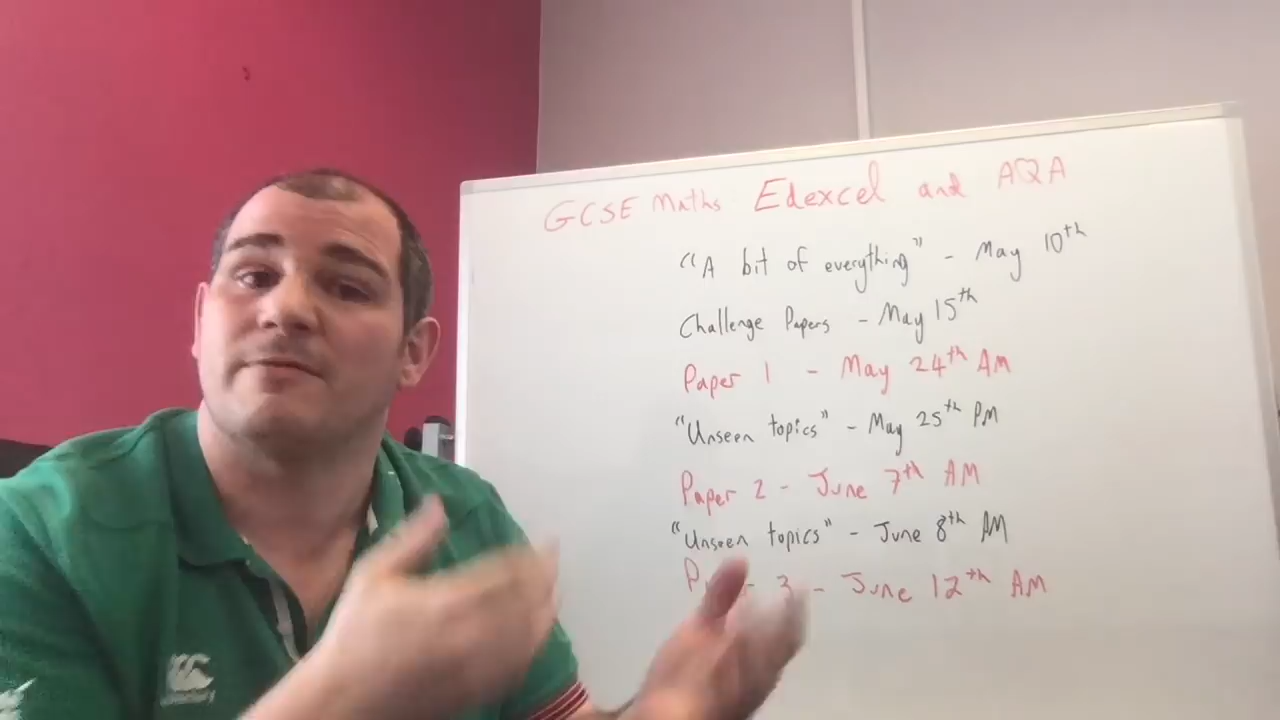 GCSE Maths Edexcel and AQA
"A bit of everything" - May 10th
Challenge Papers - May 15th
Paper 1 - May 24th AM
"Unseen topics" - May 25th PM
Paper 2 - June 7th AM
"Unseen topics" - June 8th AM
3 - June 12th AM